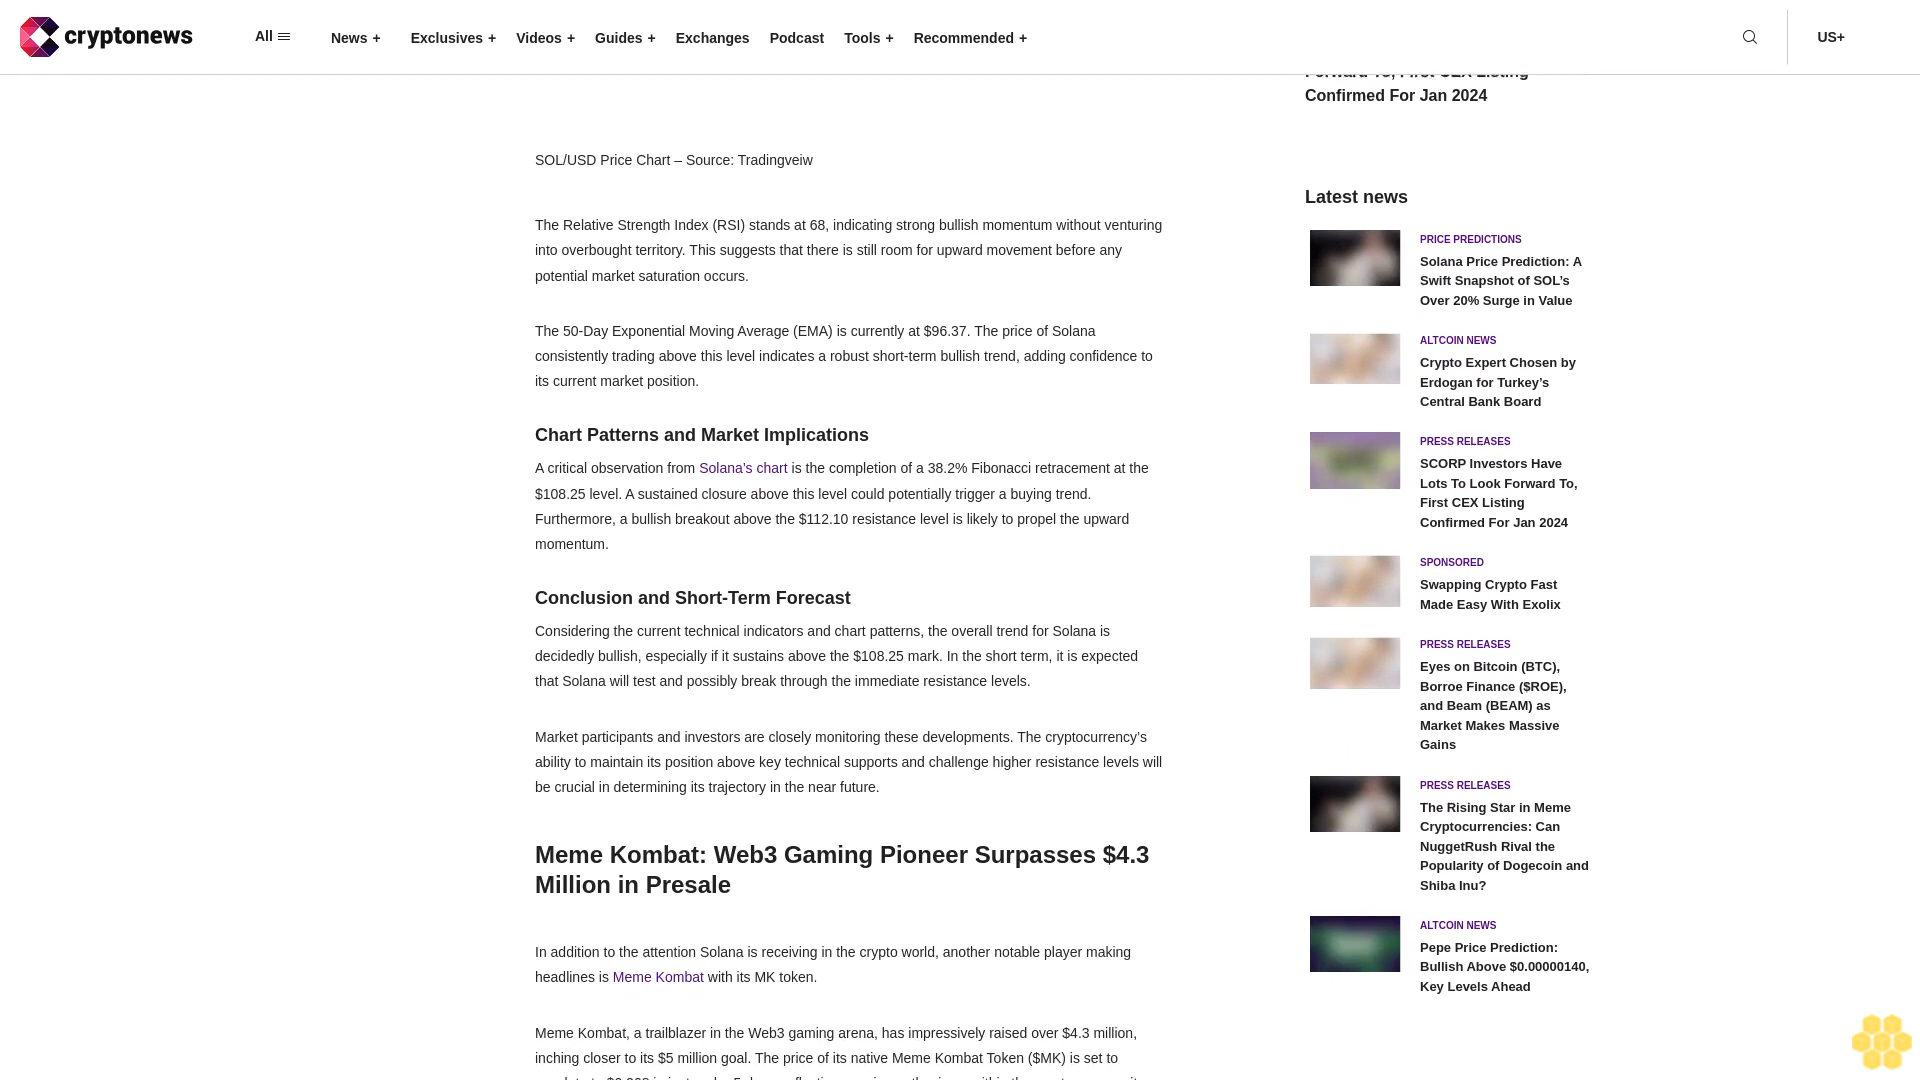 cryptonews
All
News +
Exclusives +
Videos +
Guides +
Exchanges
Podcast
Tools +
Recommended +
US+
SOL/USD Price Chart – Source: Tradingveiw
The Relative Strength Index (RSI) stands at 68, indicating strong bullish momentum without venturing
into overbought territory. This suggests that there is still room for upward movement before any
potential market saturation occurs.
The 50-Day Exponential Moving Average (EMA) is currently at $96.37. The price of Solana
consistently trading above this level indicates a robust short-term bullish trend, adding confidence to
its current market position.
Chart Patterns and Market Implications
A critical observation from Solana’s chart is the completion of a 38.2% Fibonacci retracement at the
$108.25 level. A sustained closure above this level could potentially trigger a buying trend.
Furthermore, a bullish breakout above the $112.10 resistance level is likely to propel the upward
momentum.
Conclusion and Short-Term Forecast
Considering the current technical indicators and chart patterns, the overall trend for Solana is
decidedly bullish, especially if it sustains above the $108.25 mark. In the short term, it is expected
that Solana will test and possibly break through the immediate resistance levels.
Market participants and investors are closely monitoring these developments. The cryptocurrency’s
ability to maintain its position above key technical supports and challenge higher resistance levels will
be crucial in determining its trajectory in the near future.
Meme Kombat: Web3 Gaming Pioneer Surpasses $4.3
Million in Presale
In addition to the attention Solana is receiving in the crypto world, another notable player making
headlines is Meme Kombat with its MK token.
Meme Kombat, a trailblazer in the Web3 gaming arena, has impressively raised over $4.3 million,
inching closer to its $5 million goal. The price of its native Meme Kombat Token ($MK) is set to
Forward To, First CEX Listing
Confirmed For Jan 2024
Latest news
PRICE PREDICTIONS
Solana Price Prediction: A
Swift Snapshot of SOL’s
Over 20% Surge in Value
ALTCOIN NEWS
Crypto Expert Chosen by
Erdogan for Turkey’s
Central Bank Board
PRESS RELEASES
SCORP Investors Have
Lots To Look Forward To,
First CEX Listing
Confirmed For Jan 2024
SPONSORED
Swapping Crypto Fast
Made Easy With Exolix
PRESS RELEASES
Eyes on Bitcoin (BTC),
Borroe Finance ($ROE),
and Beam (BEAM) as
Market Makes Massive
Gains
PRESS RELEASES
The Rising Star in Meme
Cryptocurrencies: Can
NuggetRush Rival the
Popularity of Dogecoin and
Shiba Inu?
ALTCOIN NEWS
Pepe Price Prediction:
Bullish Above $0.00000140,
Key Levels Ahead